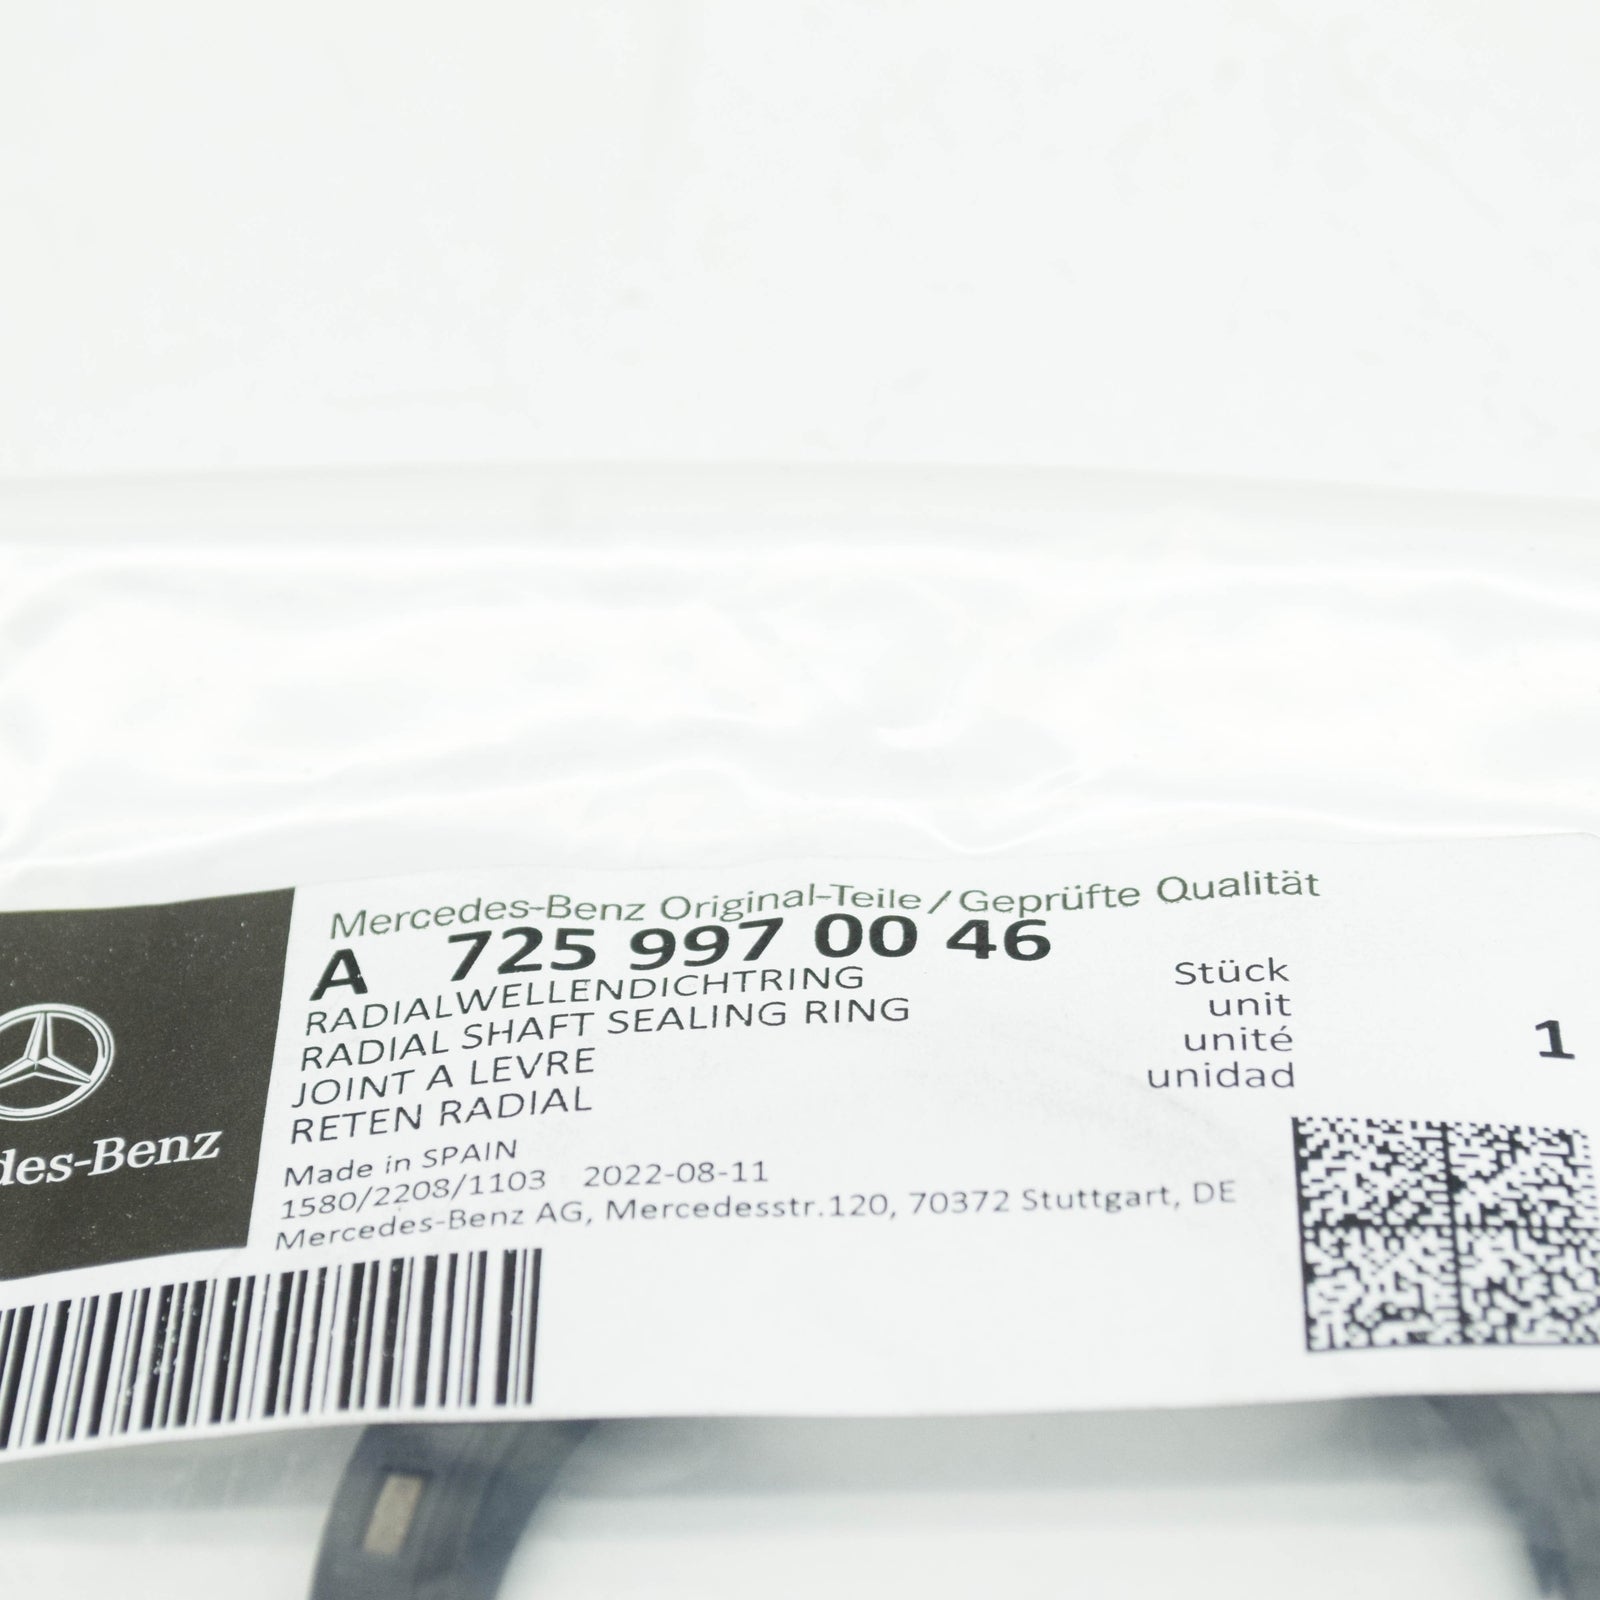 Mercedes-Benz Original-Teile / Geprüfte Qualität
A 725 997 00 46
RADIALWELLENDICHTRING
RADIAL SHAFT SEALING RING
JOINT A LEVRE
RETEN RADIAL
Stück
unit
unité
unidad
1
Made in SPAIN
1580/2208/1103 2022-08-11
Mercedes-Benz AG, Mercedesstr.120, 70372 Stuttgart, DE
des-Benz